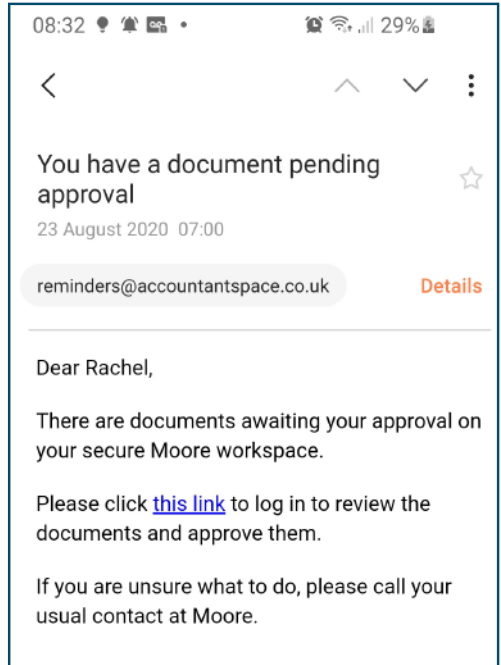 08:32
29%
You have a document pending
approval
23 August 2020 07:00
reminders@accountantspace.co.uk Details
Dear Rachel,
There are documents awaiting your approval on
your secure Moore workspace.
Please click this link to log in to review the
documents and approve them.
If you are unsure what to do, please call your
usual contact at Moore.